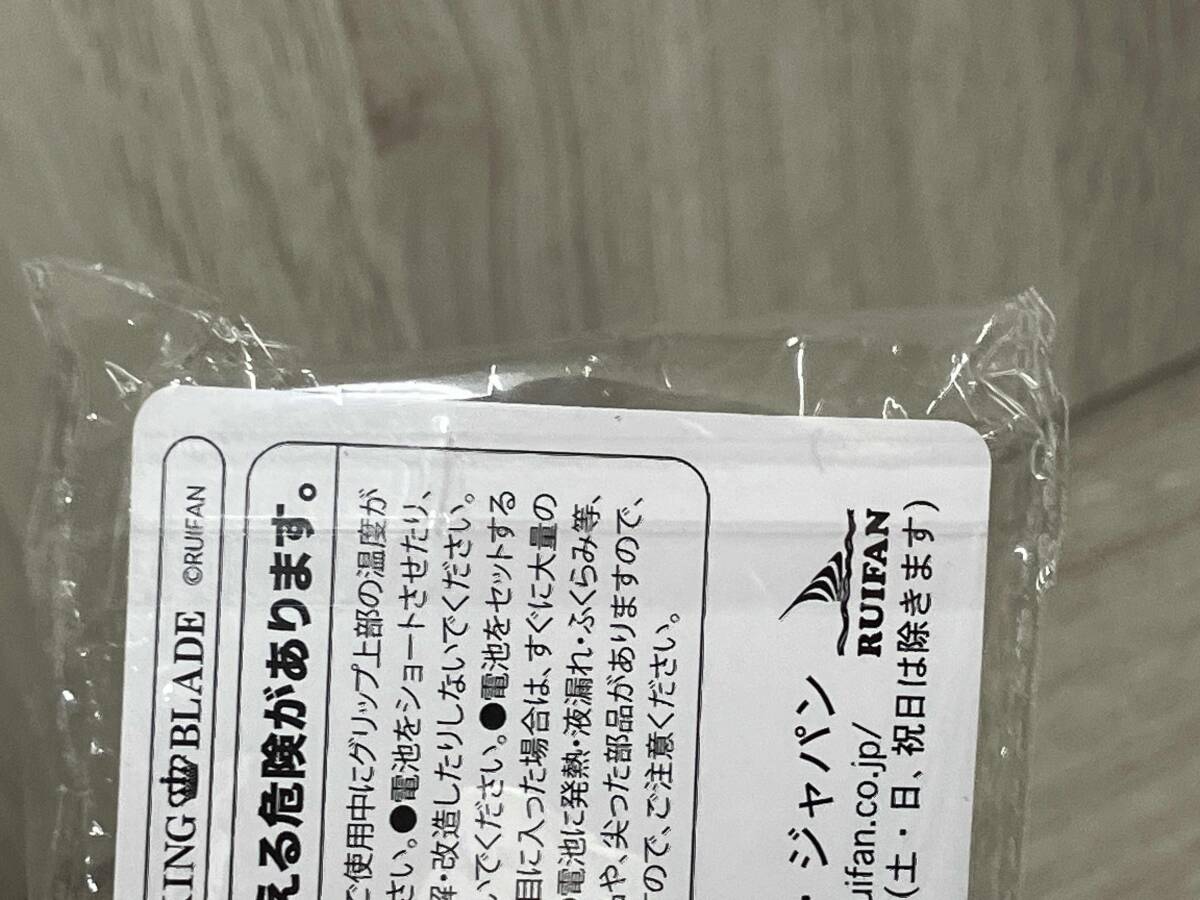 KING BLADE ©RUIFAN
える危険があります。
ご使用中にグリップ上部の温度が
さい。●電池をショートさせたり、
解・改造したりしないでください。
いでください。●電池をセットする
目に入った場合は、すぐに大量の
電池に発熱・液漏れ・ふくらみ等、
や、尖った部品がありますので、
すので、ご注意ください。
・ジャパン
RUIFAN
uifan.co.jp/
(土・日、祝日は除きます)